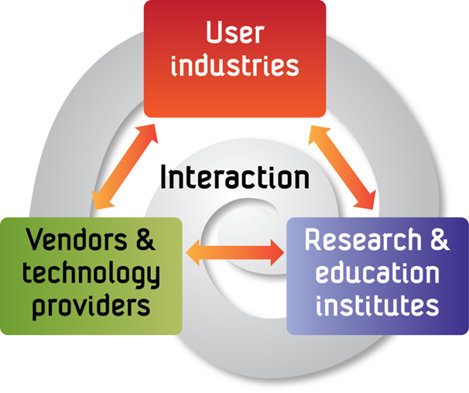 User
industries
Interaction
Vendors &
technology
providers
Research &
education
institutes